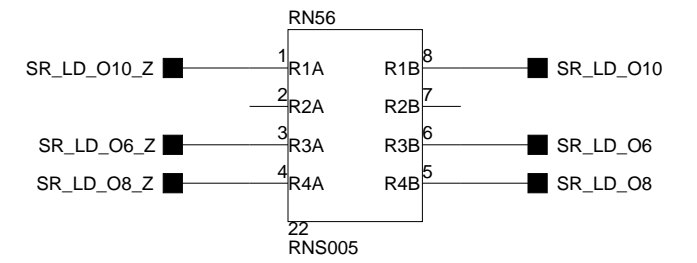 RN56
SR_LD_O10_Z 1 R1A R1B 8 SR_LD_O10
2 R2A R2B 7
SR_LD_O6_Z 3 R3A R3B 6 SR_LD_O6
SR_LD_O8_Z 4 R4A R4B 5 SR_LD_O8
22
RNS005